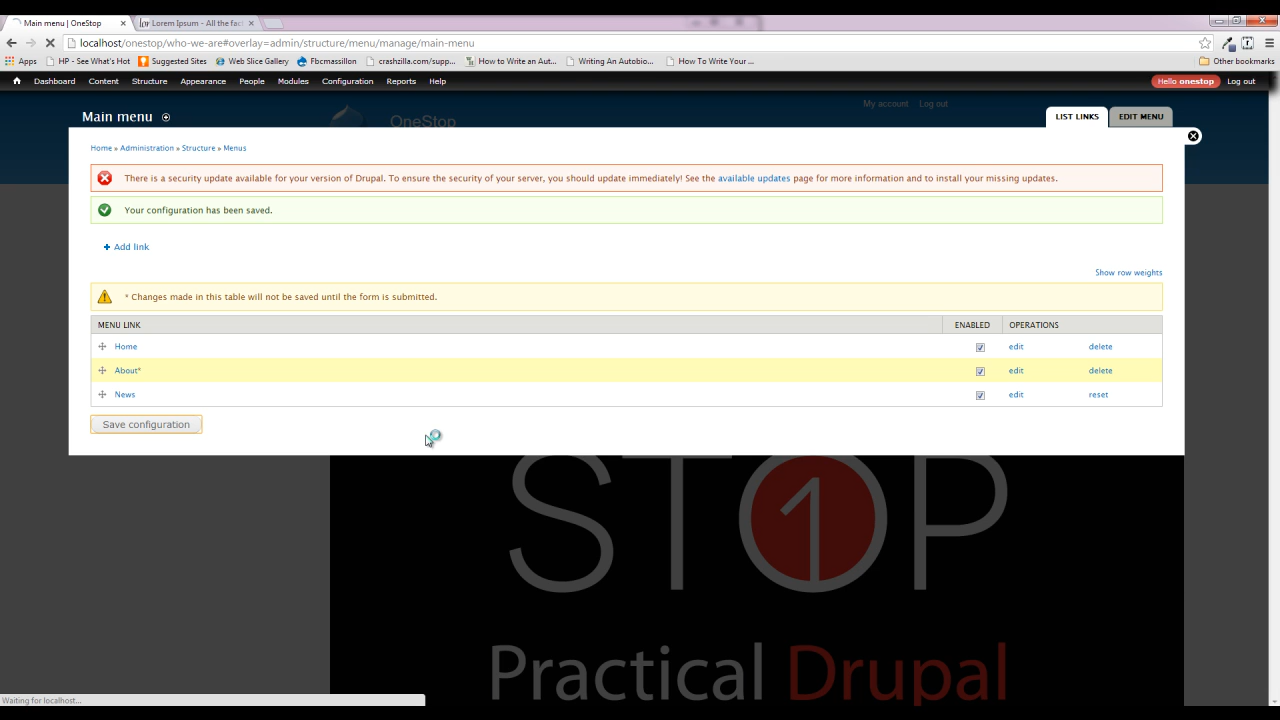 Main menu | OneStop
Lorem Ipsum - All the fac
localhost/onestop/who-we-are#overlay=admin/structure/menu/manage/main-menu
Apps HP - See What's Hot Suggested Sites Web Slice Gallery Fbcmassillon crashzilla.com/supp... How to Write an Aut... Writing An Autobio... How To Write Your ... Other bookmarks
Dashboard Content Structure Appearance People Modules Configuration Reports Help Hello onestop Log out
My account Log out
OneStop
Main menu
LIST LINKS EDIT MENU
Home » Administration » Structure » Menus
There is a security update available for your version of Drupal. To ensure the security of your server, you should update immediately! See the available updates page for more information and to install your missing updates.
Your configuration has been saved.
+ Add link
Show row weights
* Changes made in this table will not be saved until the form is submitted.
MENU LINK ENABLED OPERATIONS
Home edit delete
About* edit delete
News edit reset
Save configuration
ST1P
Practical Drupal
Waiting for localhost...